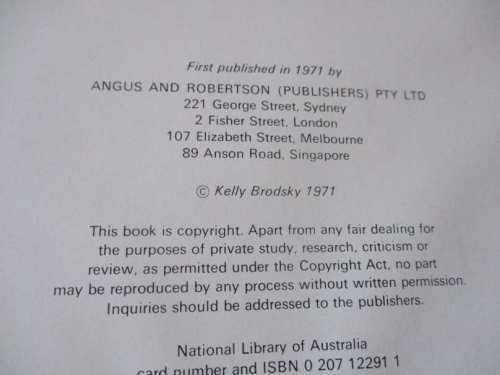 First published in 1971 by
ANGUS AND ROBERTSON (PUBLISHERS) PTY LTD
221 George Street, Sydney
2 Fisher Street, London
107 Elizabeth Street, Melbourne
89 Anson Road, Singapore
© Kelly Brodsky 1971
This book is copyright. Apart from any fair dealing for
the purposes of private study, research, criticism or
review, as permitted under the Copyright Act, no part
may be reproduced by any process without written permission.
Inquiries should be addressed to the publishers.
National Library of Australia
card number and ISBN 0 207 12291 1